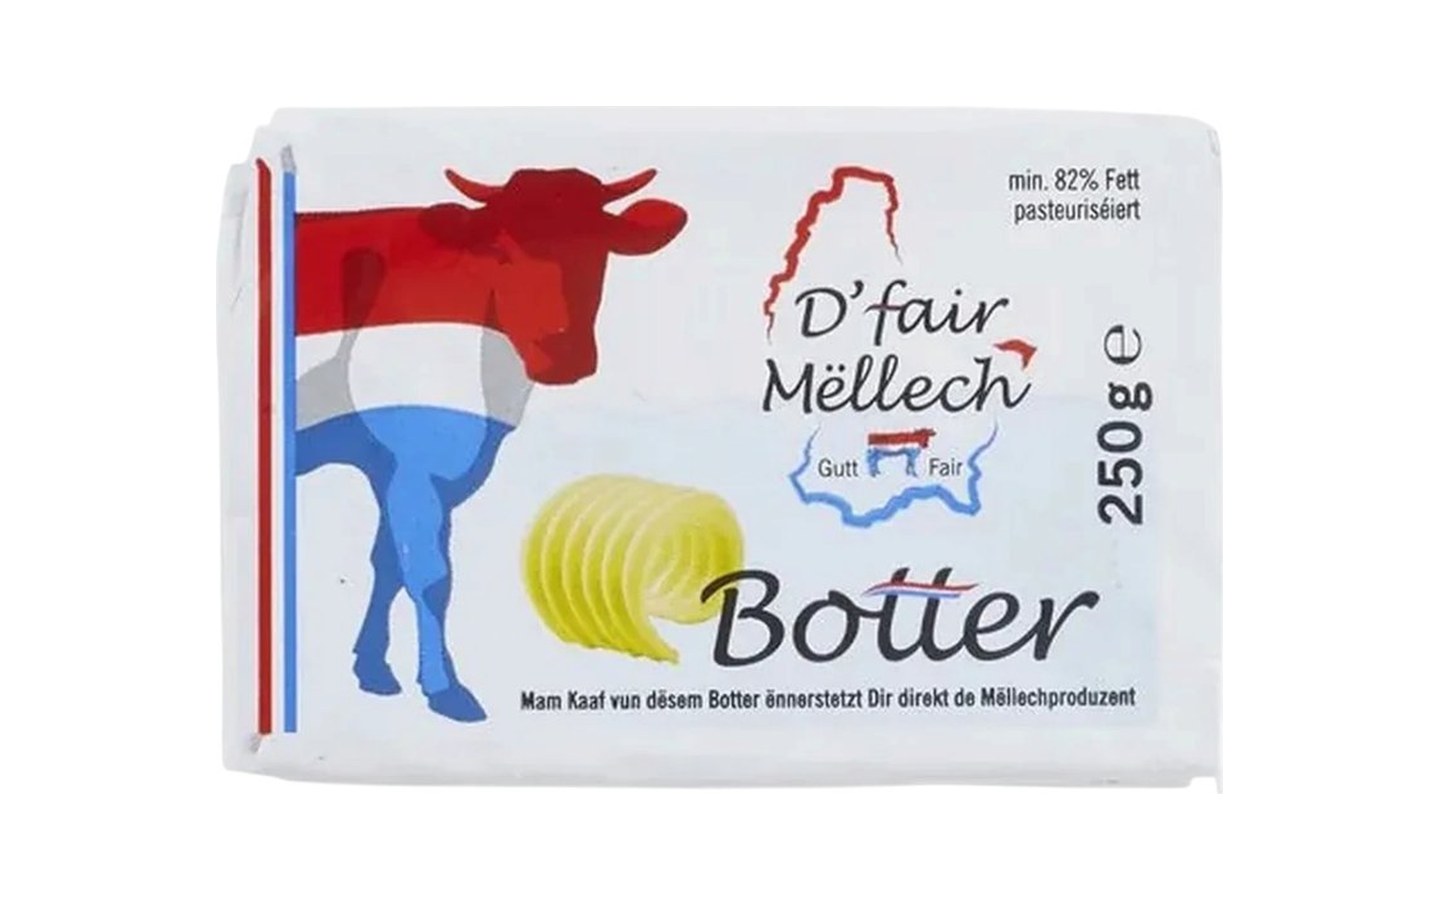 min. 82% Fett
pasteuriséiert
D'fair
Mëllech
Gutt Fair
250g e
Botter
Mam Kaaf vun dësem Botter ënnerstetzt Dir direkt de Mëllechproduzent